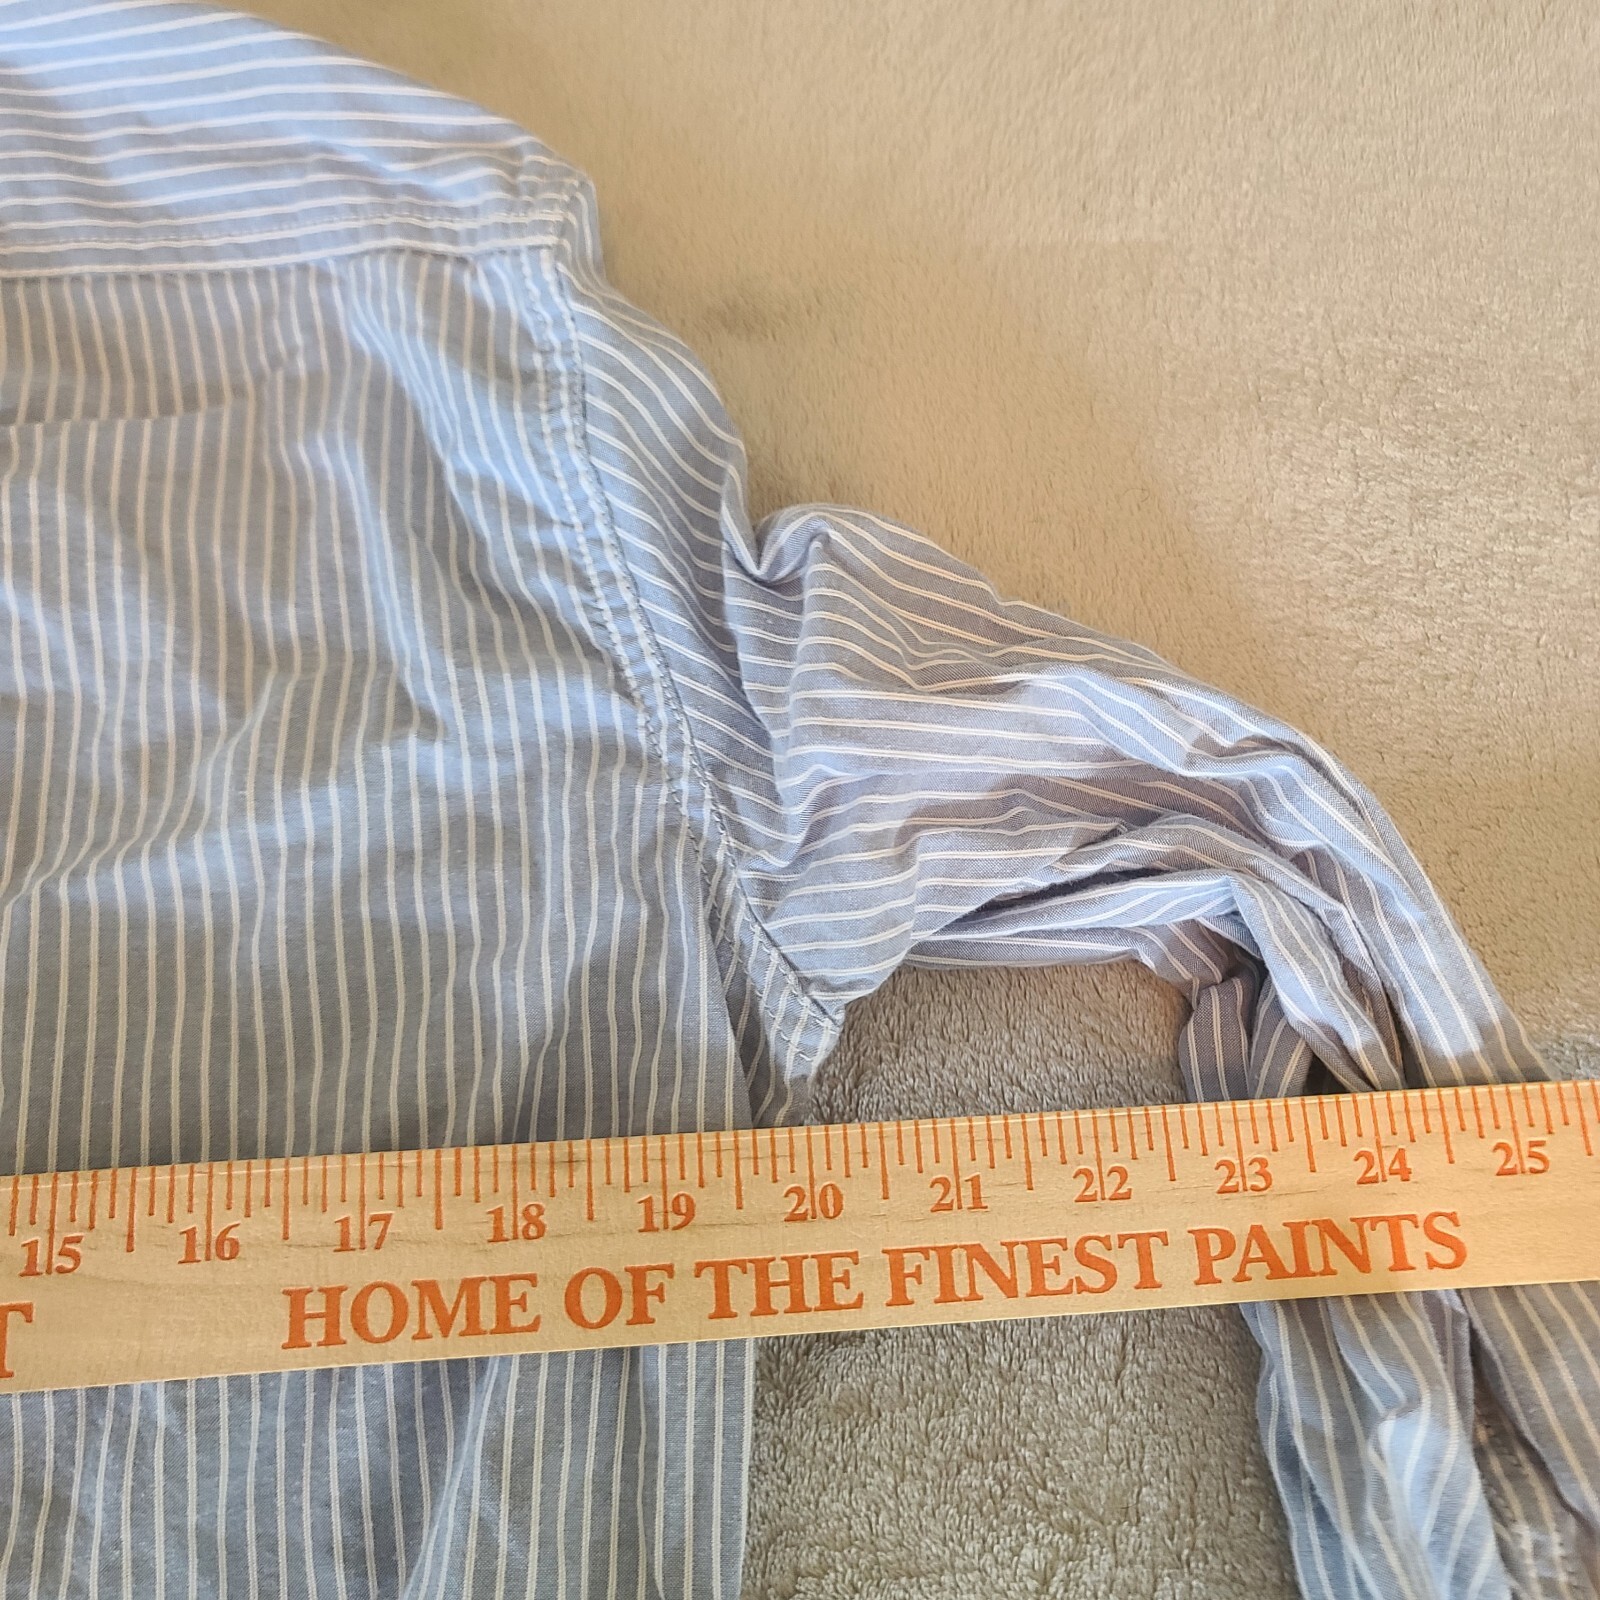 15 16 17 18 19 20 21 22 23 24 25
T HOME OF THE FINEST PAINTS